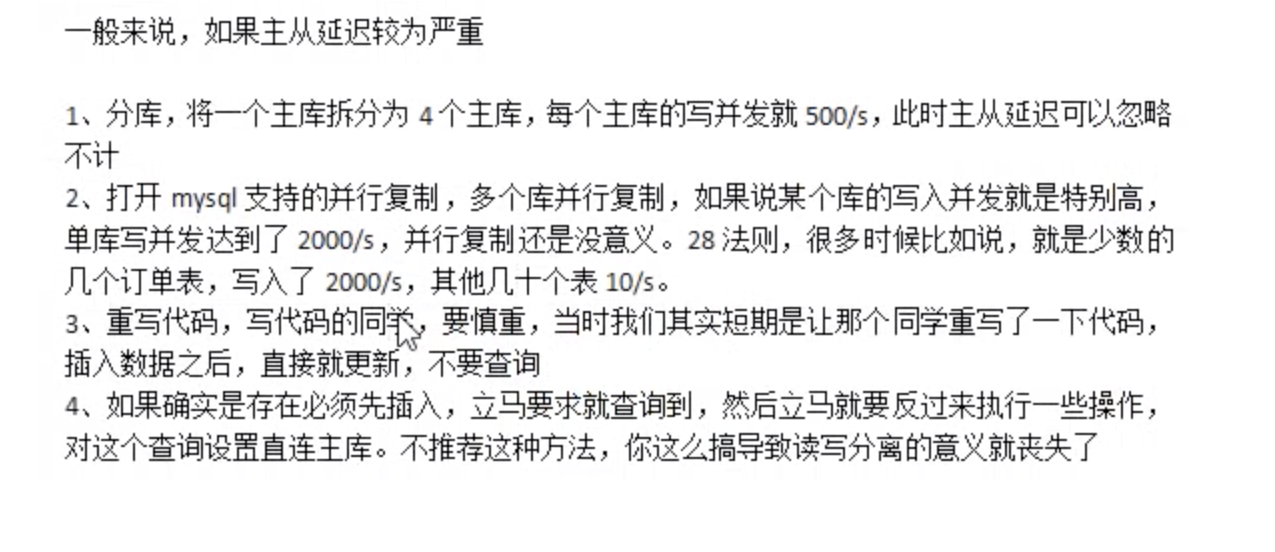 一般来说，如果主从延迟较为严重
1、分库，将一个主库拆分为 4 个主库，每个主库的写并发就 500/s，此时主从延迟可以忽略
不计
2、打开 mysql 支持的并行复制，多个库并行复制，如果说某个库的写入并发就是特别高，
单库写并发达到了 2000/s，并行复制还是没意义。28 法则，很多时候比如说，就是少数的
几个订单表，写入了 2000/s，其他几十个表 10/s。
3、重写代码，写代码的同学，要慎重，当时我们其实短期是让那个同学重写了一下代码，
插入数据之后，直接就更新，不要查询
4、如果确实是存在必须先插入，立马要求就查询到，然后立马就要反过来执行一些操作，
对这个查询设置直连主库。不推荐这种方法，你这么搞导致读写分离的意义就丧失了